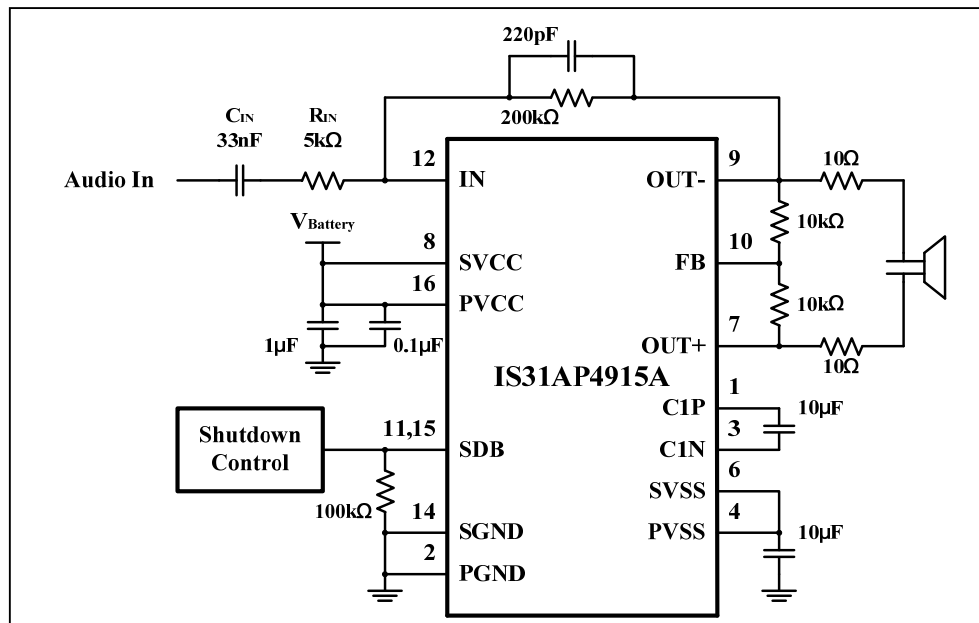 220pF
200kΩ
CIN
33nF
RIN
5kΩ
Audio In
12
IN
9
OUT-
10Ω
10kΩ
VBattery
8
SVCC
10
FB
16
PVCC
10kΩ
1μF
0.1μF
7
OUT+
10Ω
IS31AP4915A
1
C1P
10μF
3
C1N
Shutdown
Control
11,15
SDB
6
SVSS
100kΩ
14
SGND
4
PVSS
10μF
2
PGND